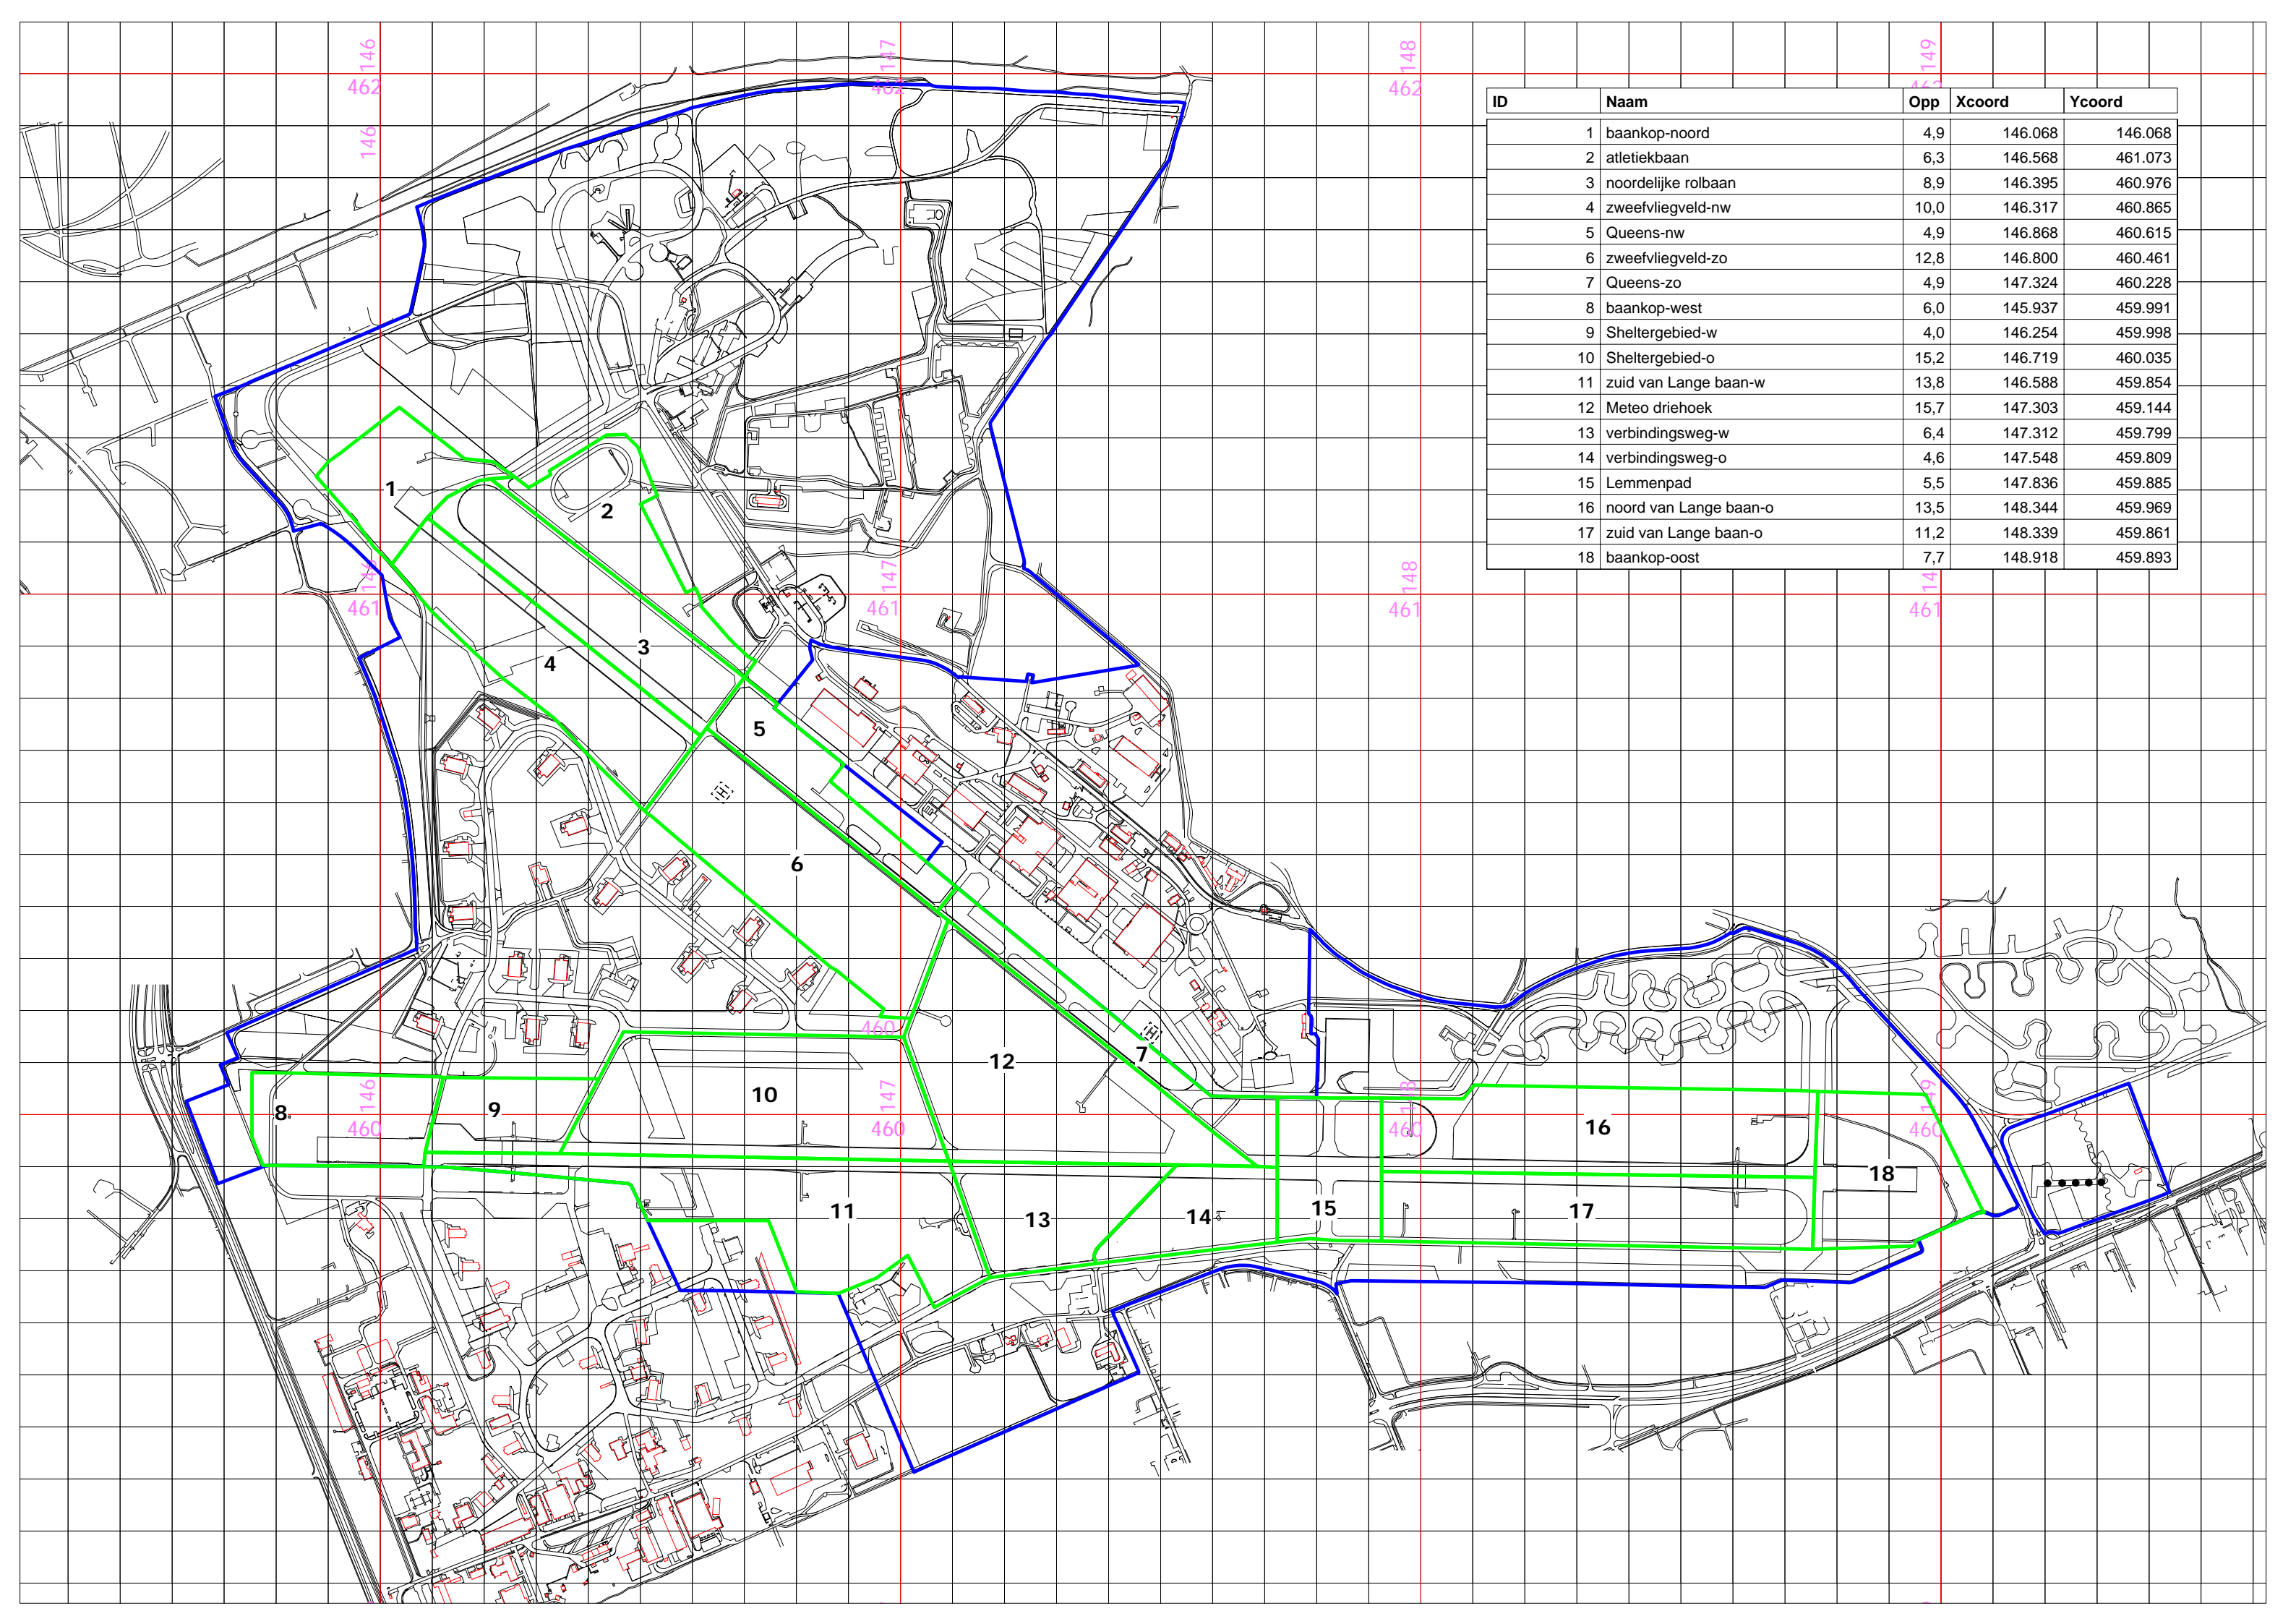 146
147
148
149
462
462
462
462
146
ID Naam Opp Xcoord Ycoord
1 baankop-noord 4,9 146.068 146.068
2 atletiekbaan 6,3 146.568 461.073
3 noordelijke rolbaan 8,9 146.395 460.976
4 zweefvliegveld-nw 10,0 146.317 460.865
5 Queens-nw 4,9 146.868 460.615
6 zweefvliegveld-zo 12,8 146.800 460.461
7 Queens-zo 4,9 147.324 460.228
8 baankop-west 6,0 145.937 459.991
9 Sheltergebied-w 4,0 146.254 459.998
10 Sheltergebied-o 15,2 146.719 460.035
11 zuid van Lange baan-w 13,8 146.588 459.854
12 Meteo driehoek 15,7 147.303 459.144
13 verbindingsweg-w 6,4 147.312 459.799
14 verbindingsweg-o 4,6 147.548 459.809
15 Lemmenpad 5,5 147.836 459.885
16 noord van Lange baan-o 13,5 148.344 459.969
17 zuid van Lange baan-o 11,2 148.339 459.861
18 baankop-oost 7,7 148.918 459.893
1
2
146
147
148
149
461
461
461
461
3
4
5
H
6
460
H
7
12
146
147
148
149
8
9
10
460
460
460
460
16
18
11
13
14
15
17